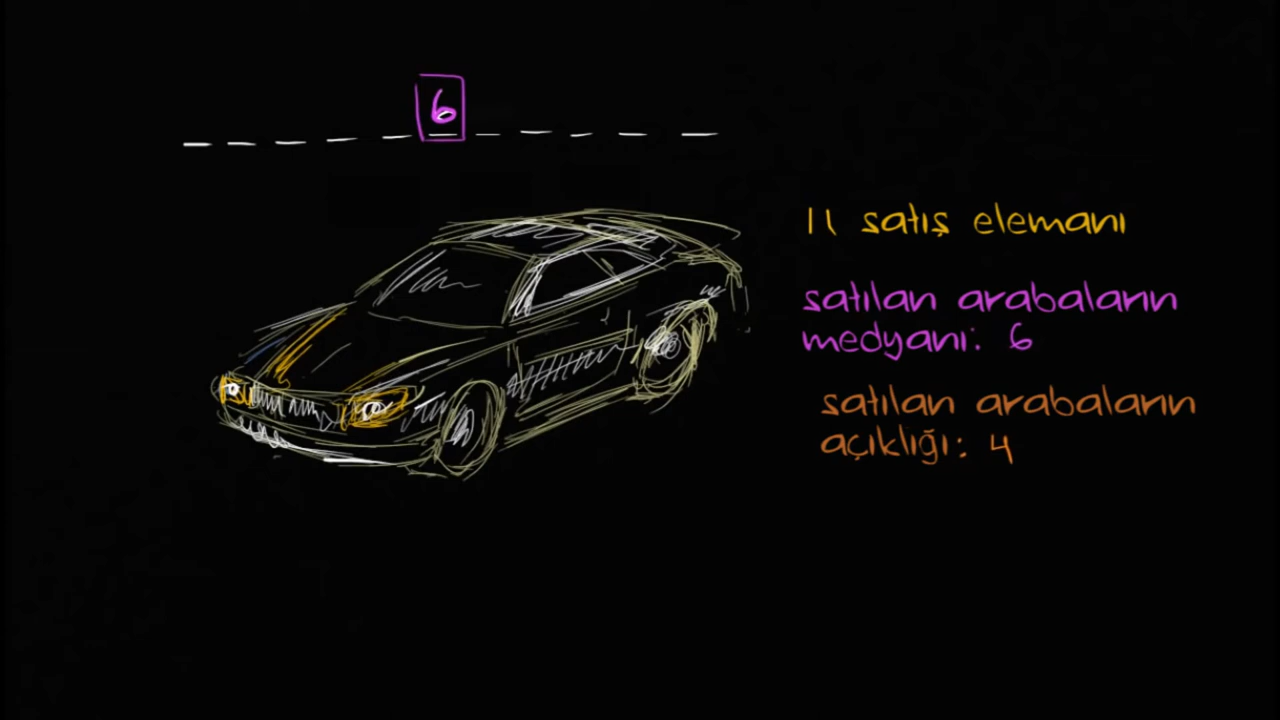 6
11 satış elemanı
satılan arabaların
medyanı: 6
satılan arabaların
açıklığı: 4